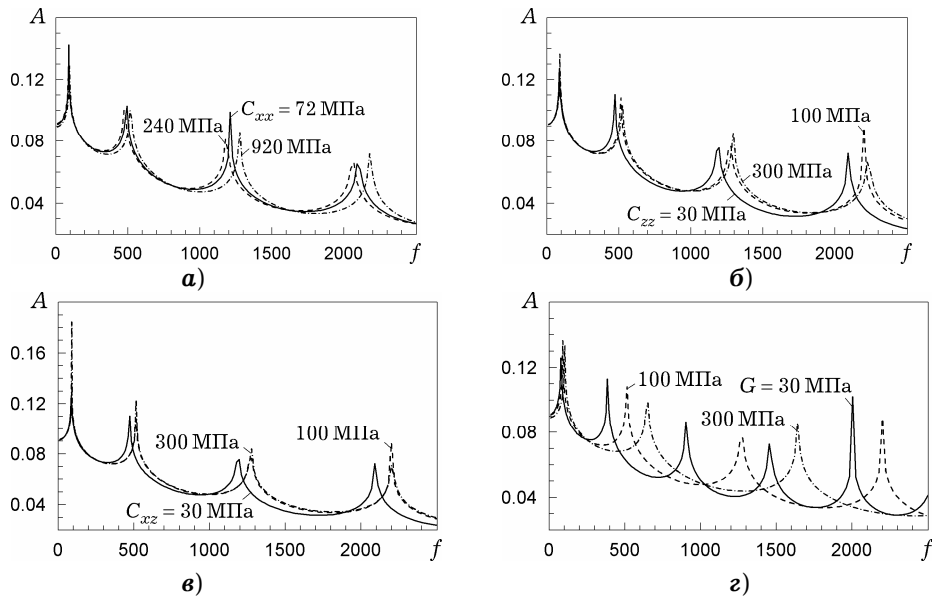 A
0.12
0.08
0.04
C_xx = 72 МПа
240 МПа
920 МПа
0 500 1000 1500 2000 f
а)
A
0.12
0.08
0.04
100 МПа
300 МПа
C_zz = 30 МПа
0 500 1000 1500 2000 f
б)
A
0.16
0.12
0.08
0.04
300 МПа
100 МПа
C_xz = 30 МПа
0 500 1000 1500 2000 f
в)
A
0.12
0.08
0.04
100 МПа
G = 30 МПа
300 МПа
0 500 1000 1500 2000 f
г)